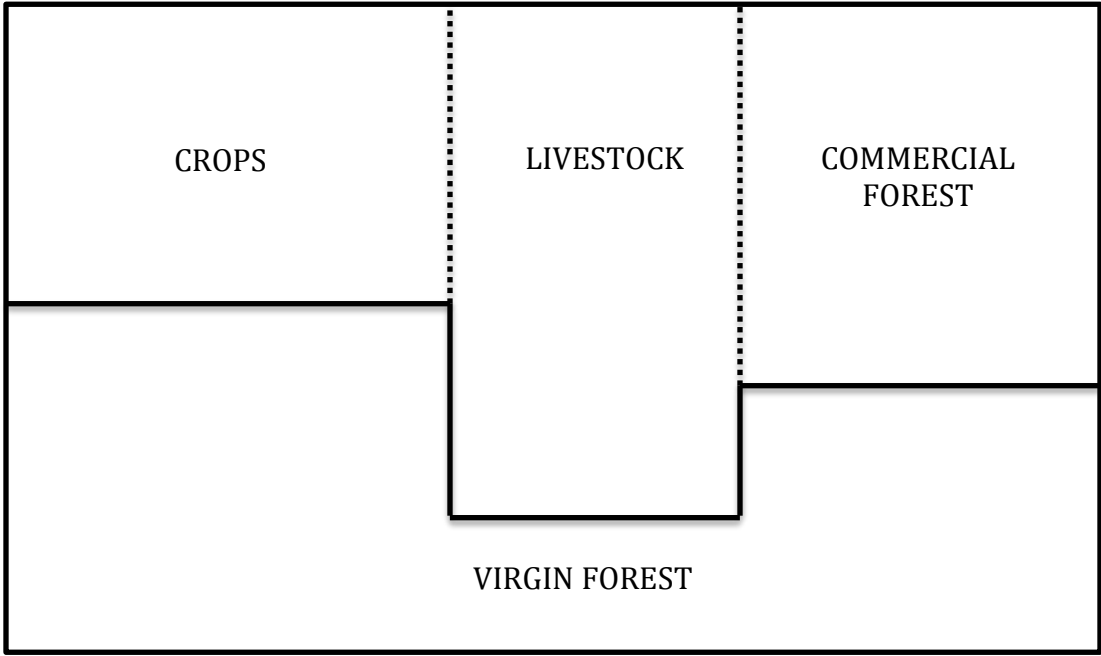 CROPS
LIVESTOCK
COMMERCIAL
FOREST
VIRGIN FOREST